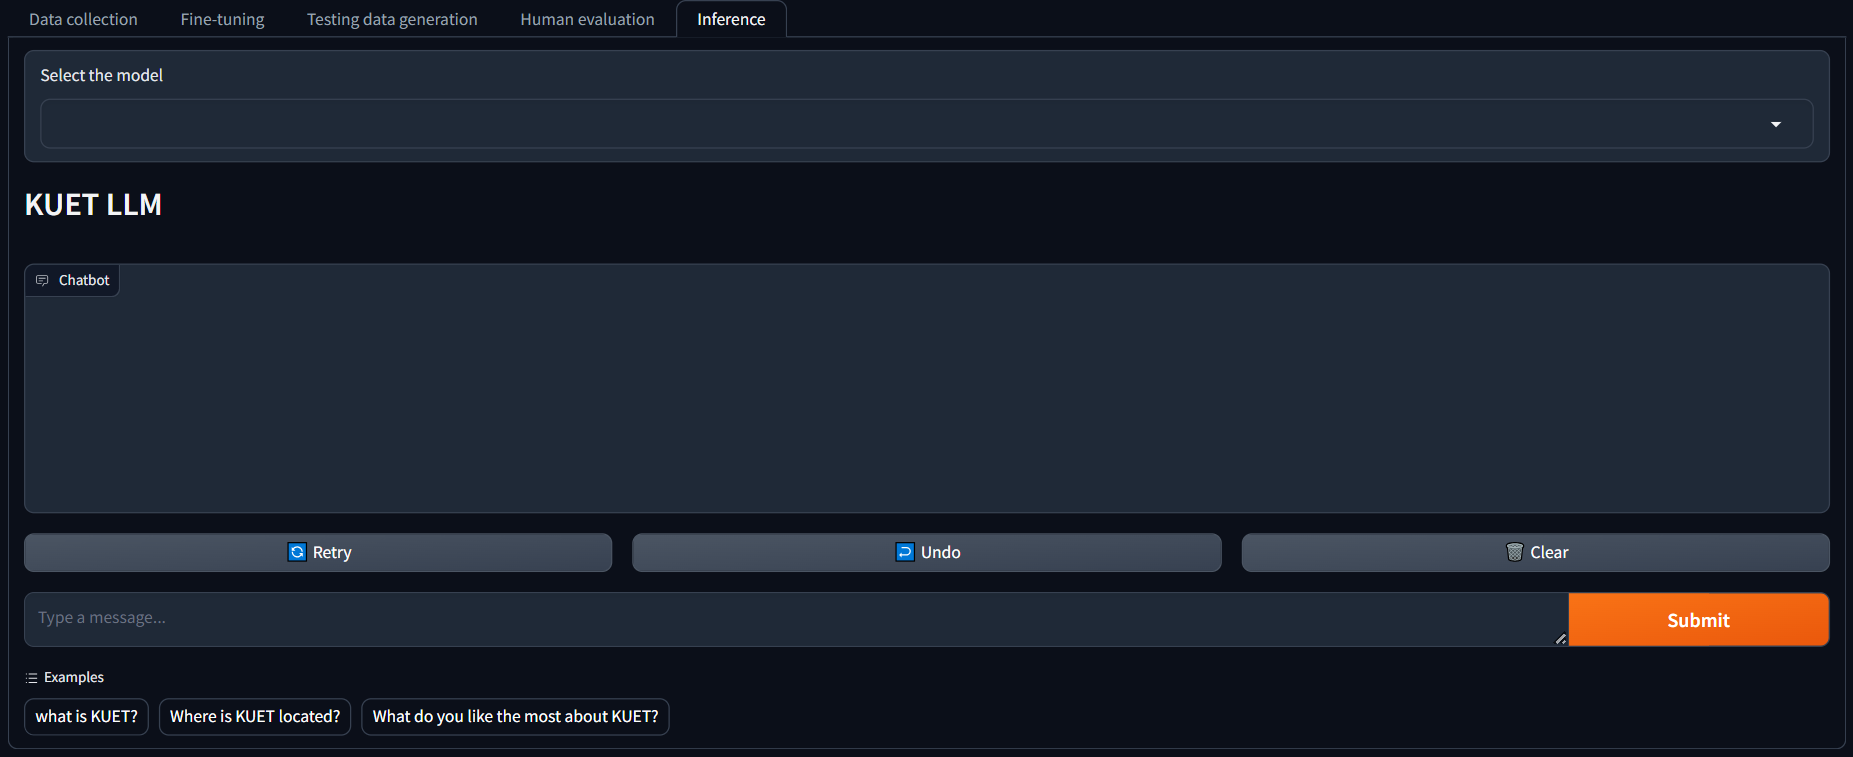 Data collection Fine-tuning Testing data generation Human evaluation Inference
Select the model
KUET LLM
Chatbot
Retry Undo Clear
Type a message... Submit
Examples
what is KUET? Where is KUET located? What do you like the most about KUET?